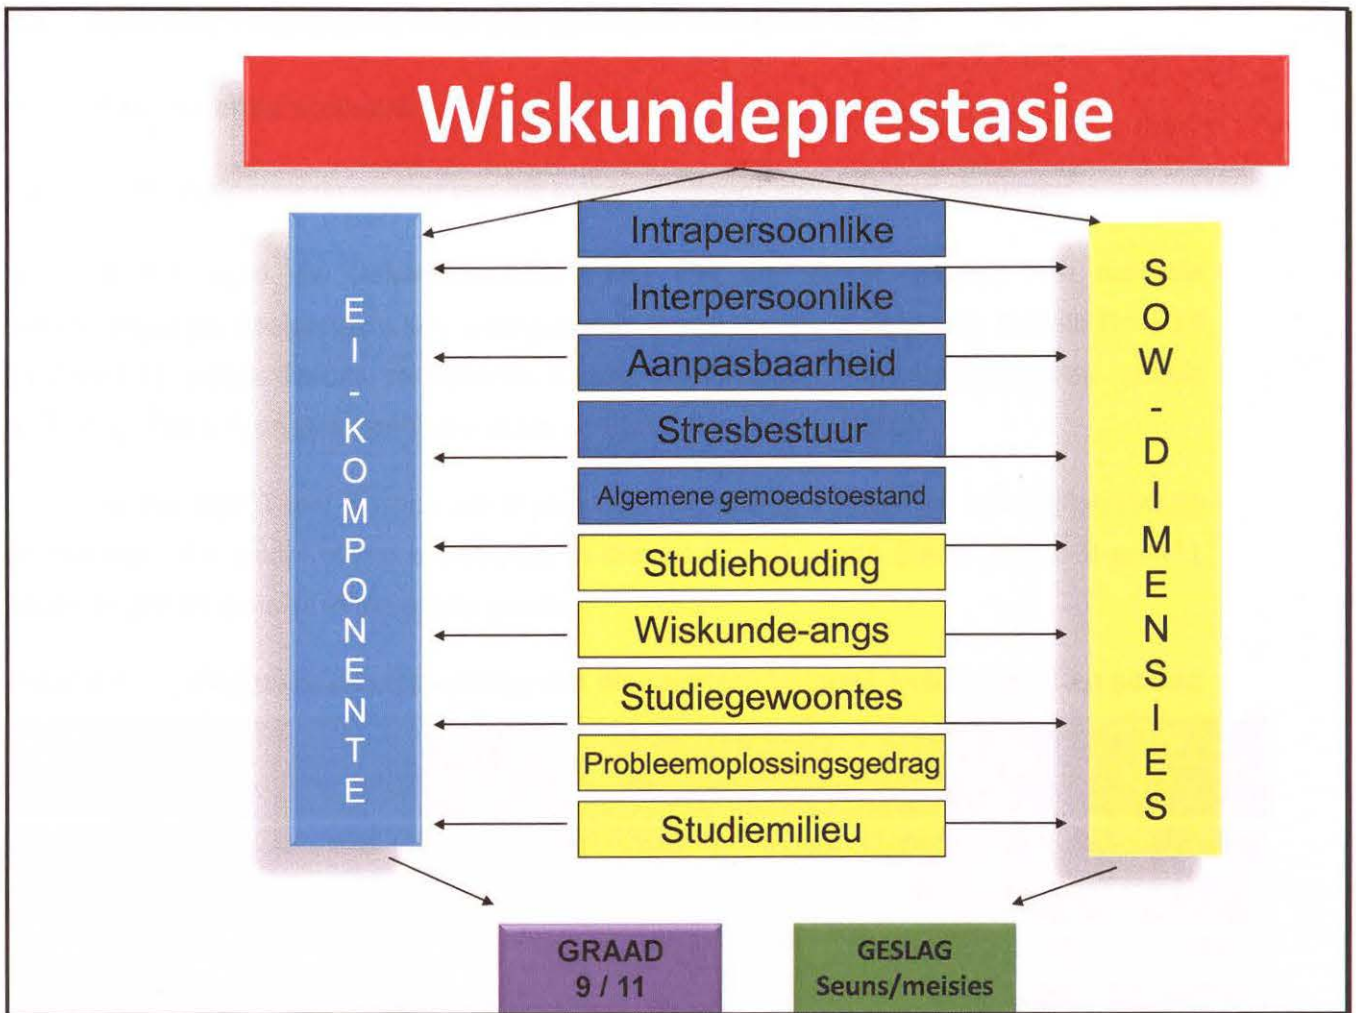 Wiskundeprestasie
EI-KOMPONENTE
Intrapersoonlike
Interpersoonlike
Aanpasbaarheid
Stresbestuur
Algemene gemoedstoestand
Studiehouding
Wiskunde-angs
Studiegewoontes
Probleemoplossingsgedrag
Studiemilieu
SOW-DIMENSIES
GRAAD
9 / 11
GESLAG
Seuns/meisies